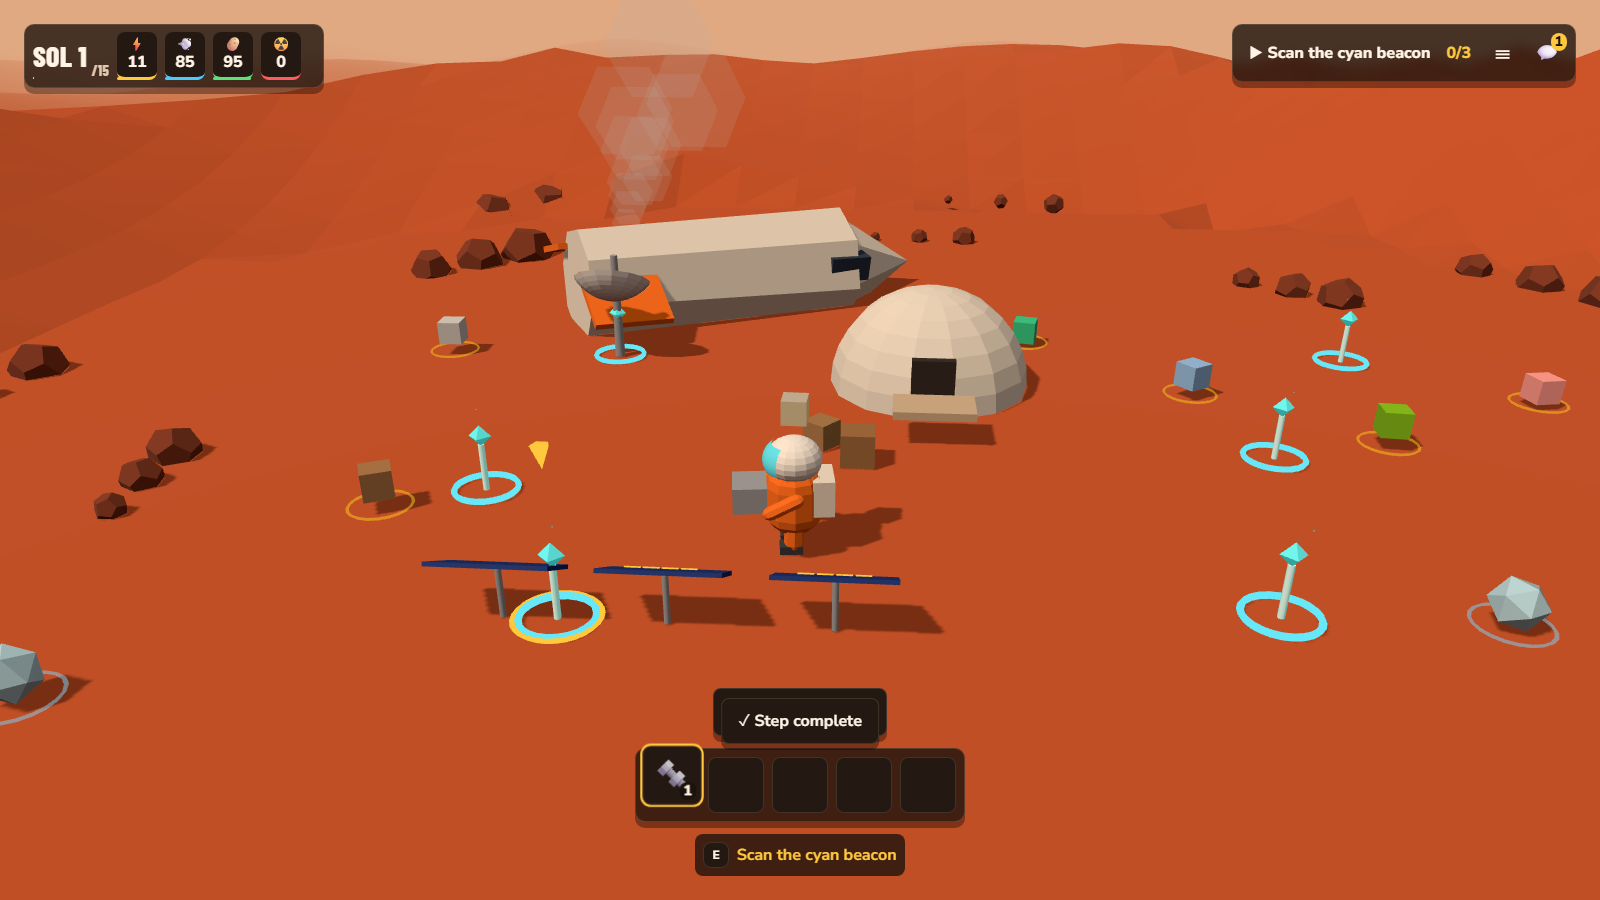 SOL 1 /15
11 85 95 0
▶ Scan the cyan beacon 0/3
1
✓ Step complete
1
E Scan the cyan beacon